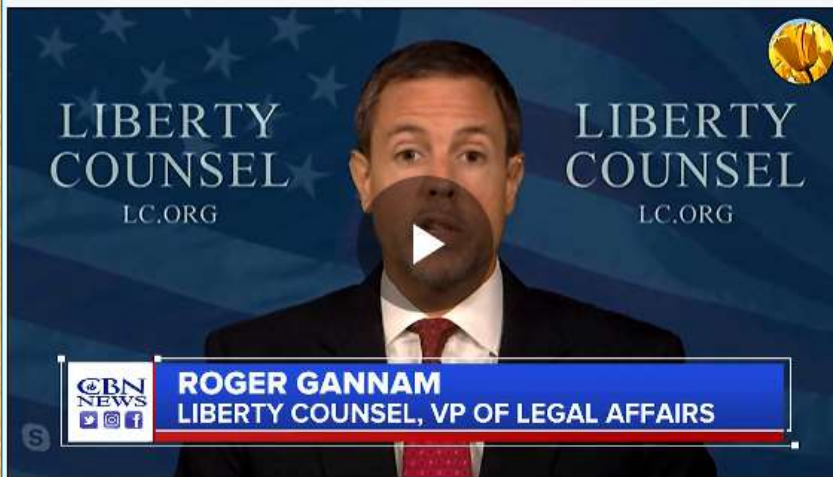 LIBERTY
COUNSEL
LC.ORG
LIBERTY
COUNSEL
LC.ORG
CBN
NEWS
ROGER GANNAM
LIBERTY COUNSEL, VP OF LEGAL AFFAIRS